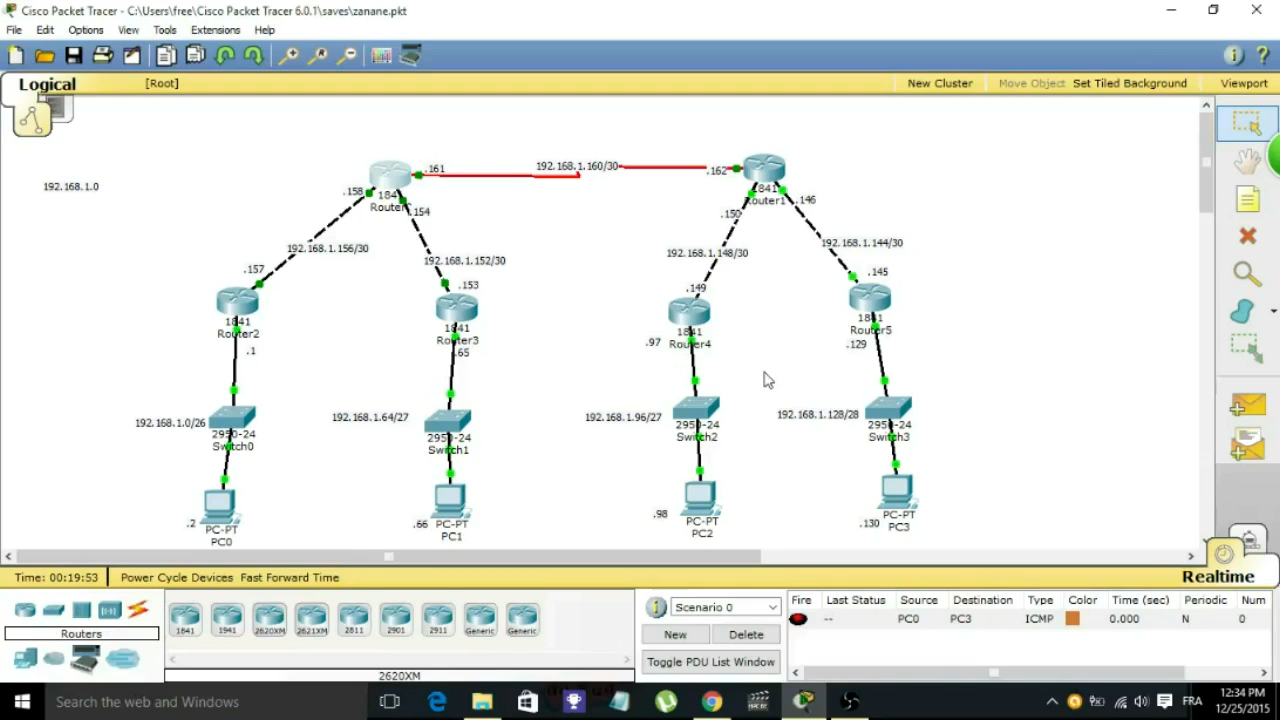 Cisco Packet Tracer - C:\Users\free\Cisco Packet Tracer 6.0.1\saves\zanane.pkt
File Edit Options View Tools Extensions Help
Logical [Root] New Cluster Move Object Set Tiled Background Viewport
192.168.1.0
.161 192.168.1.160/30 .162
184
Router
1841
Router1
.158 .154 .150 .146
192.168.1.156/30 192.168.1.152/30 192.168.1.148/30 192.168.1.144/30
.157 .153 .149 .145
1841
Router2
1841
Router3
1841
Router4
1841
Router5
.1 .65 .97 .129
192.168.1.0/26 192.168.1.64/27 192.168.1.96/27 192.168.1.128/28
2950-24
Switch0
2950-24
Switch1
2950-24
Switch2
2950-24
Switch3
.2 .66 .98 .130
PC-PT
PC0
PC-PT
PC1
PC-PT
PC2
PC-PT
PC3
Time: 00:19:53 Power Cycle Devices Fast Forward Time Realtime
Routers
1841 1941 2620XM 2621XM 2811 2901 2911 Generic Generic
2620XM
Scenario 0
New Delete
Toggle PDU List Window
Fire Last Status Source Destination Type Color Time (sec) Periodic Num
-- PC0 PC3 ICMP 0.000 N 0
Search the web and Windows
FRA
12:34 PM
12/25/2015